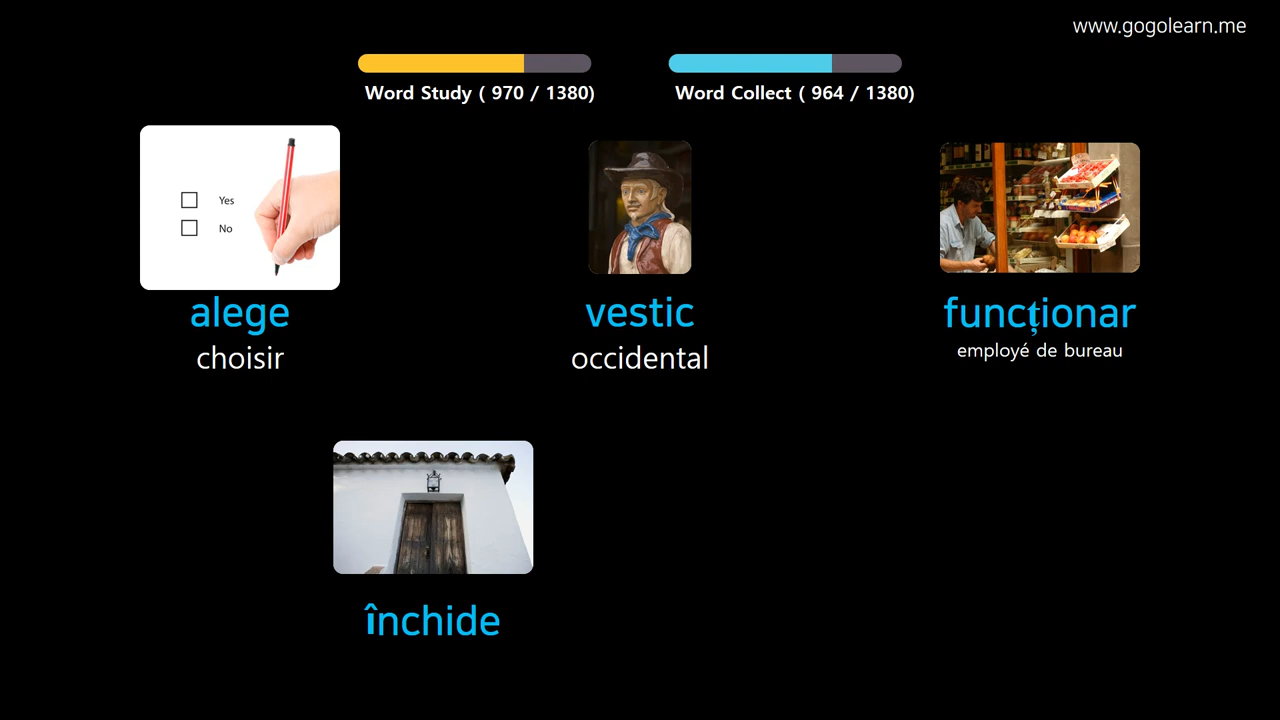 www.gogolearn.me
Word Study ( 970 / 1380)
Word Collect ( 964 / 1380)
Yes
No
alege
vestic
funcționar
choisir
occidental
employé de bureau
închide